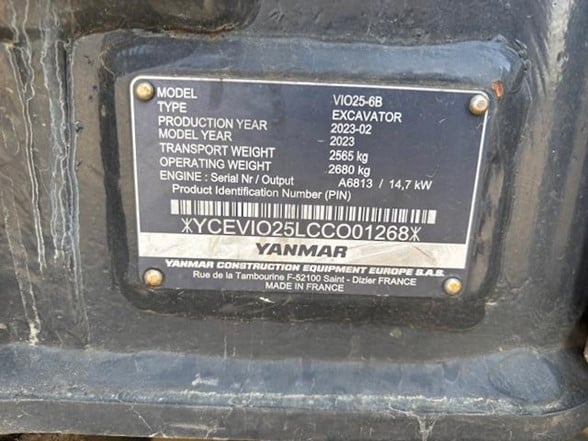 MODEL VIO25-6B
TYPE EXCAVATOR
PRODUCTION YEAR 2023-02
MODEL YEAR 2023
TRANSPORT WEIGHT 2565 kg
OPERATING WEIGHT 2680 kg
ENGINE : Serial Nr / Output A6813 / 14,7 kW
Product Identification Number (PIN)
*YCEVIO25LCCO01268*
YANMAR
YANMAR CONSTRUCTION EQUIPMENT EUROPE S.A.S.
Rue de la Tambourine F-52100 Saint - Dizier FRANCE
MADE IN FRANCE